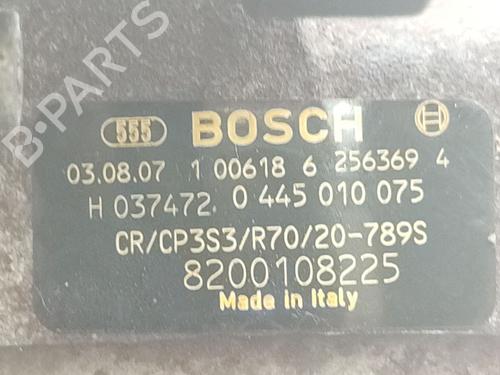 B-PARTS
555 BOSCH
03.08.07 1 00618 6 256369 4
H 037472 0 445 010 075
CR/CP3S3/R70/20-789S
8200108225
Made in Italy